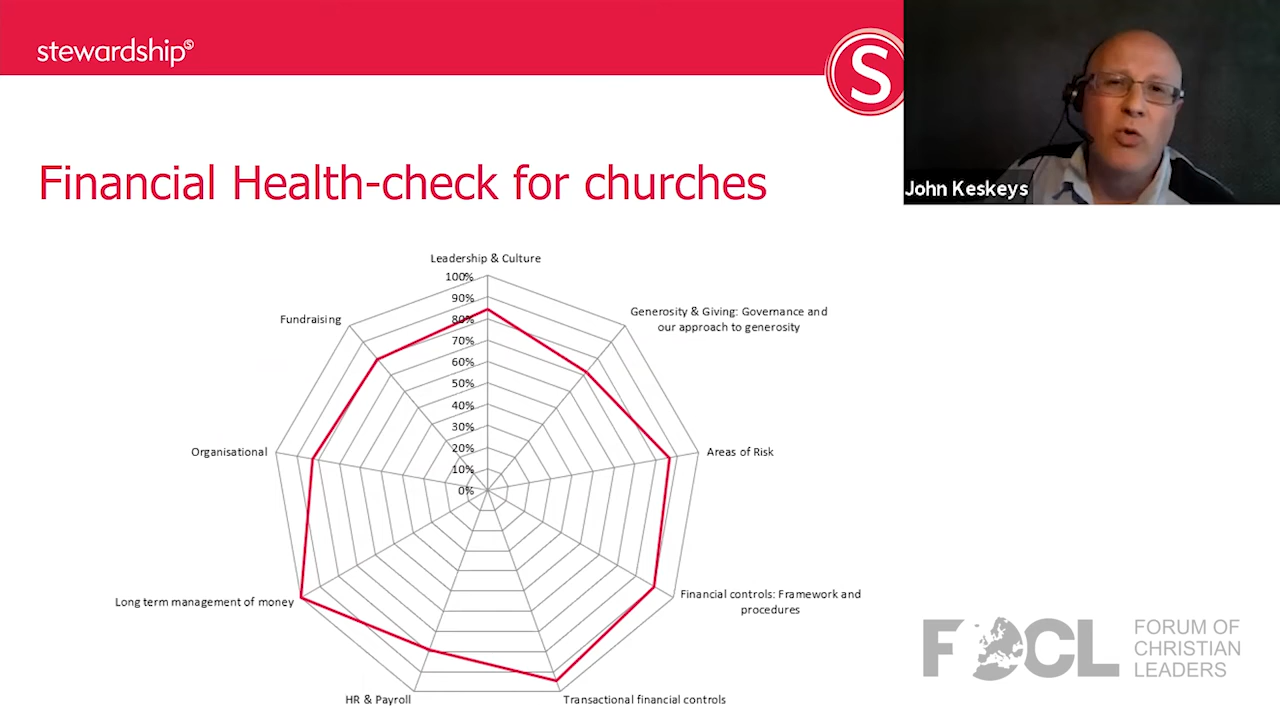 stewardship
S
S
John Keskeys
Financial Health-check for churches
Leadership & Culture
100%
90%
80%
70%
60%
50%
40%
30%
20%
10%
0%
Generosity & Giving: Governance and
our approach to generosity
Areas of Risk
Financial controls: Framework and
procedures
Transactional financial controls
HR & Payroll
Long term management of money
Organisational
Fundraising
FOCL
FORUM OF
CHRISTIAN
LEADERS